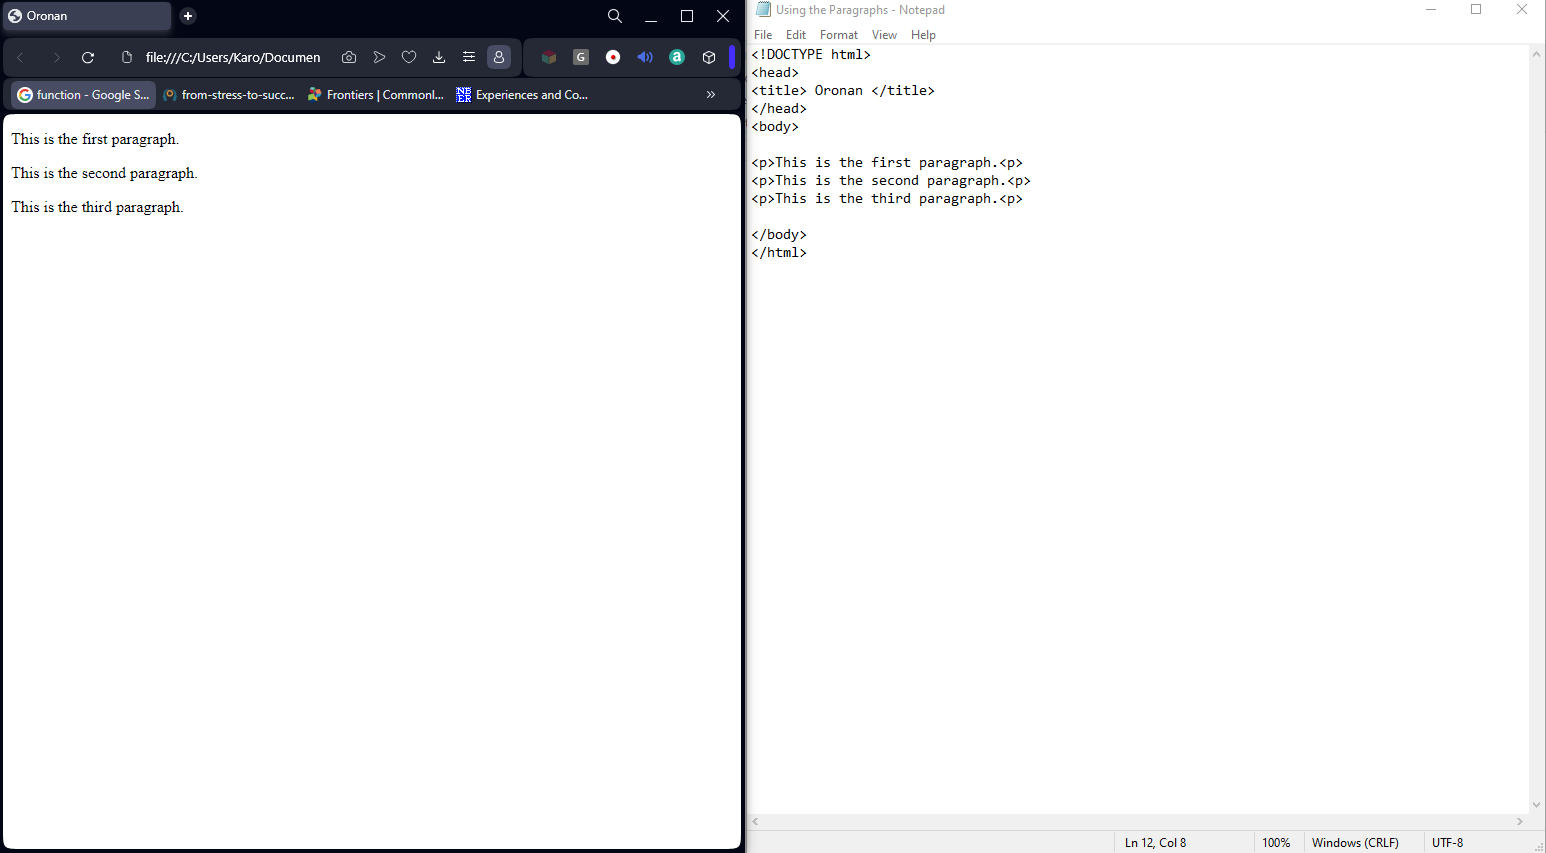 Oronan
file:///C:/Users/Karo/Documen
G
a
function - Google S...
from-stress-to-succ...
Frontiers | Commonl...
Experiences and Co...
»
This is the first paragraph.
This is the second paragraph.
This is the third paragraph.
Using the Paragraphs - Notepad
File Edit Format View Help
<!DOCTYPE html>
<head>
<title> Oronan </title>
</head>
<body>
<p>This is the first paragraph.<p>
<p>This is the second paragraph.<p>
<p>This is the third paragraph.<p>
</body>
</html>
Ln 12, Col 8 100% Windows (CRLF) UTF-8